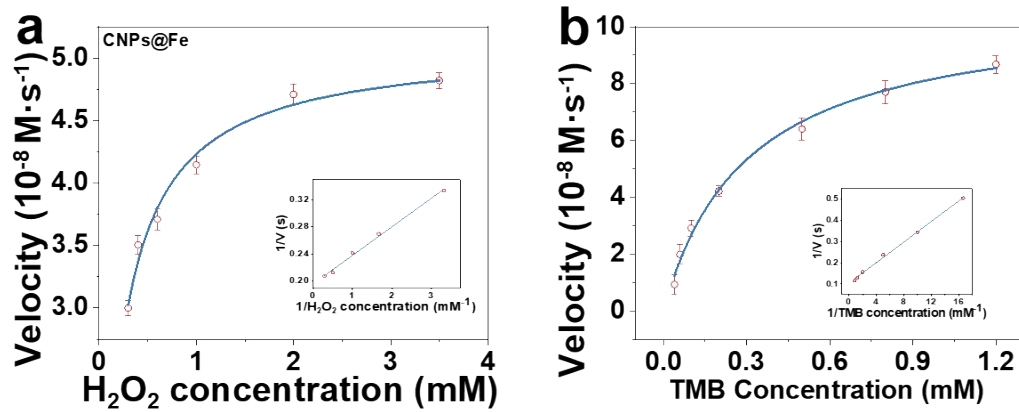 a
CNPs@Fe
Velocity (10⁻⁸ M·s⁻¹)
5.0
4.5
4.0
3.5
3.0
0 1 2 3 4
H₂O₂ concentration (mM)
1/V (s)
0.32
0.28
0.24
0.20
0 1 2 3
1/H₂O₂ concentration (mM⁻¹)
b
Velocity (10⁻⁸ M·s⁻¹)
10
8
6
4
2
0
0.0 0.3 0.6 0.9 1.2
TMB Concentration (mM)
1/V (s)
0.5
0.4
0.3
0.2
0.1
0 4 8 12 16
1/TMB concentration (mM⁻¹)